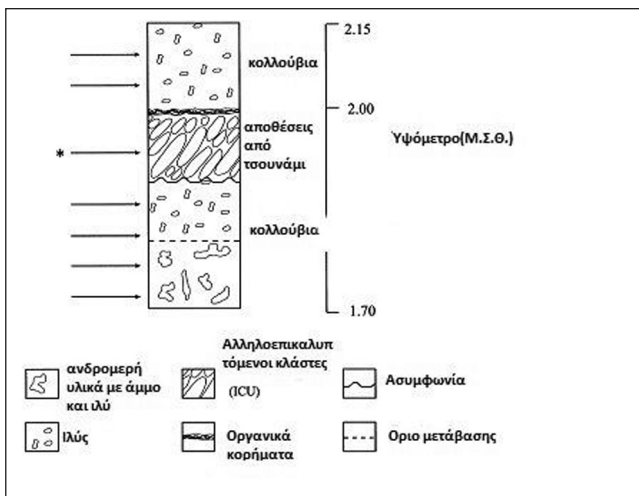 2.15
κολλούβια
2.00
αποθέσεις
από
τσουνάμι
Ὑψόμετρο(Μ.Σ.Θ.)
*
κολλούβια
1.70
ανδρομερή
υλικά με άμμο
και ιλύ
Αλληλοεπικαλυπ
τόμενοι κλάστες
(ICU)
Ασυμφωνία
Ιλύς
Οργανικά
κορήματα
Οριο μετάβασης